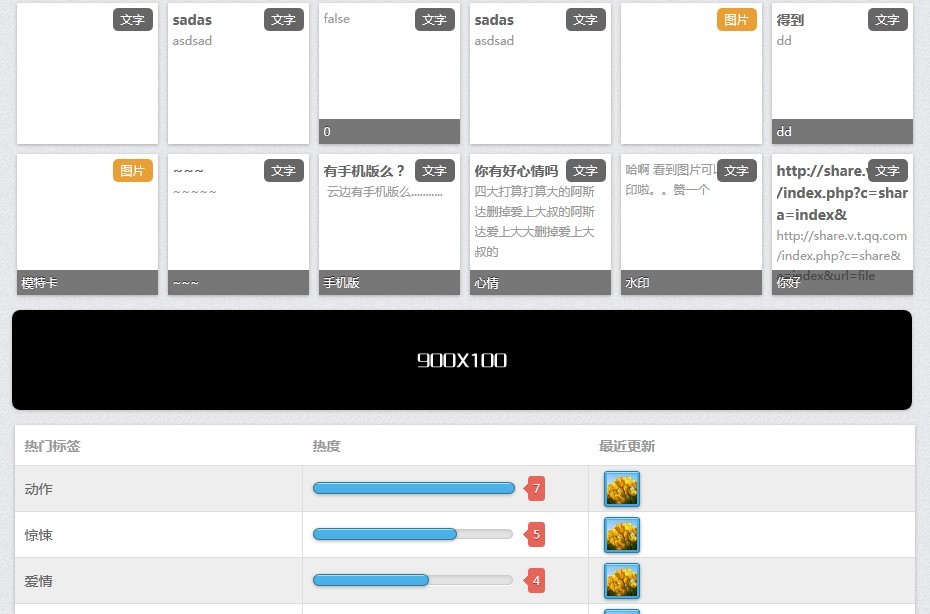 文字
sadas
文字
asdsad
false
文字
0
sadas
文字
asdsad
图片
得到
文字
dd
dd
图片
模特卡
~~~
文字
~~~~~
~~~
有手机版么？
文字
云边有手机版么...........
手机版
你有好心情吗
文字
四大打算打算大的阿斯
达删掉爱上大叔的阿斯
达爱上大大删掉爱上大
叔的
心情
哈啊 看到图片可
文字
印啦。。赞一个
水印
http://share.
文字
/index.php?c=shar
a=index&
http://share.v.t.qq.com
/index.php?c=share&
a=index&url=file
你好
900X100
热门标签
热度
最近更新
动作
7
惊悚
5
爱情
4